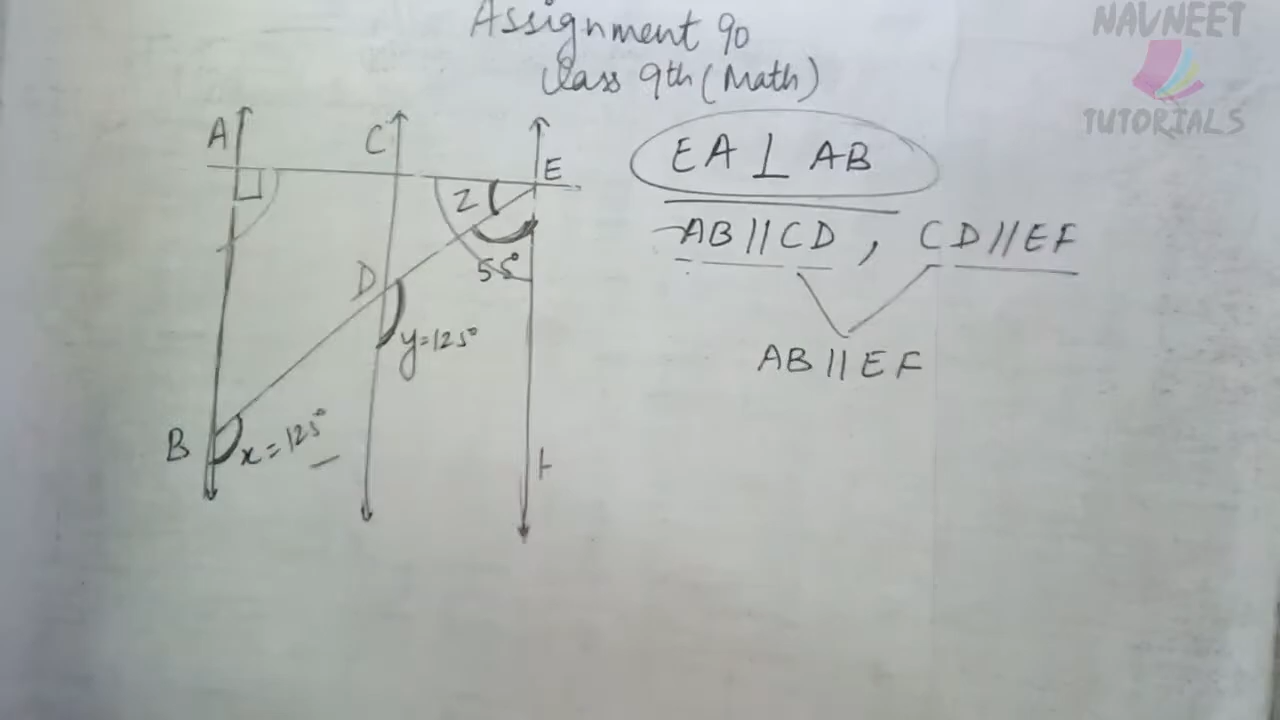 Assignment 90
Class 9th (Math)
NAVNEET
TUTORIALS
A
C
E
EA ⊥ AB
AB // CD , CD // EF
AB // EF
Z
55°
D
y=125°
B
x=125°